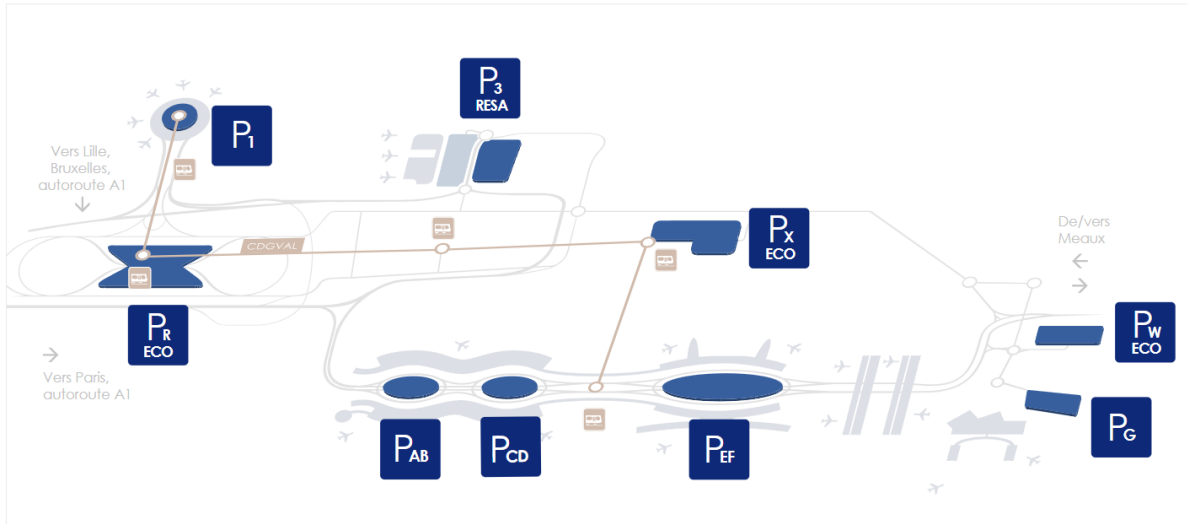 P3
RESA
P1
Vers Lille,
Bruxelles,
autoroute A1
De/vers
Meaux
CDGVAL
PX
ECO
PR
ECO
PW
ECO
Vers Paris,
autoroute A1
PAB
PCD
PEF
PG